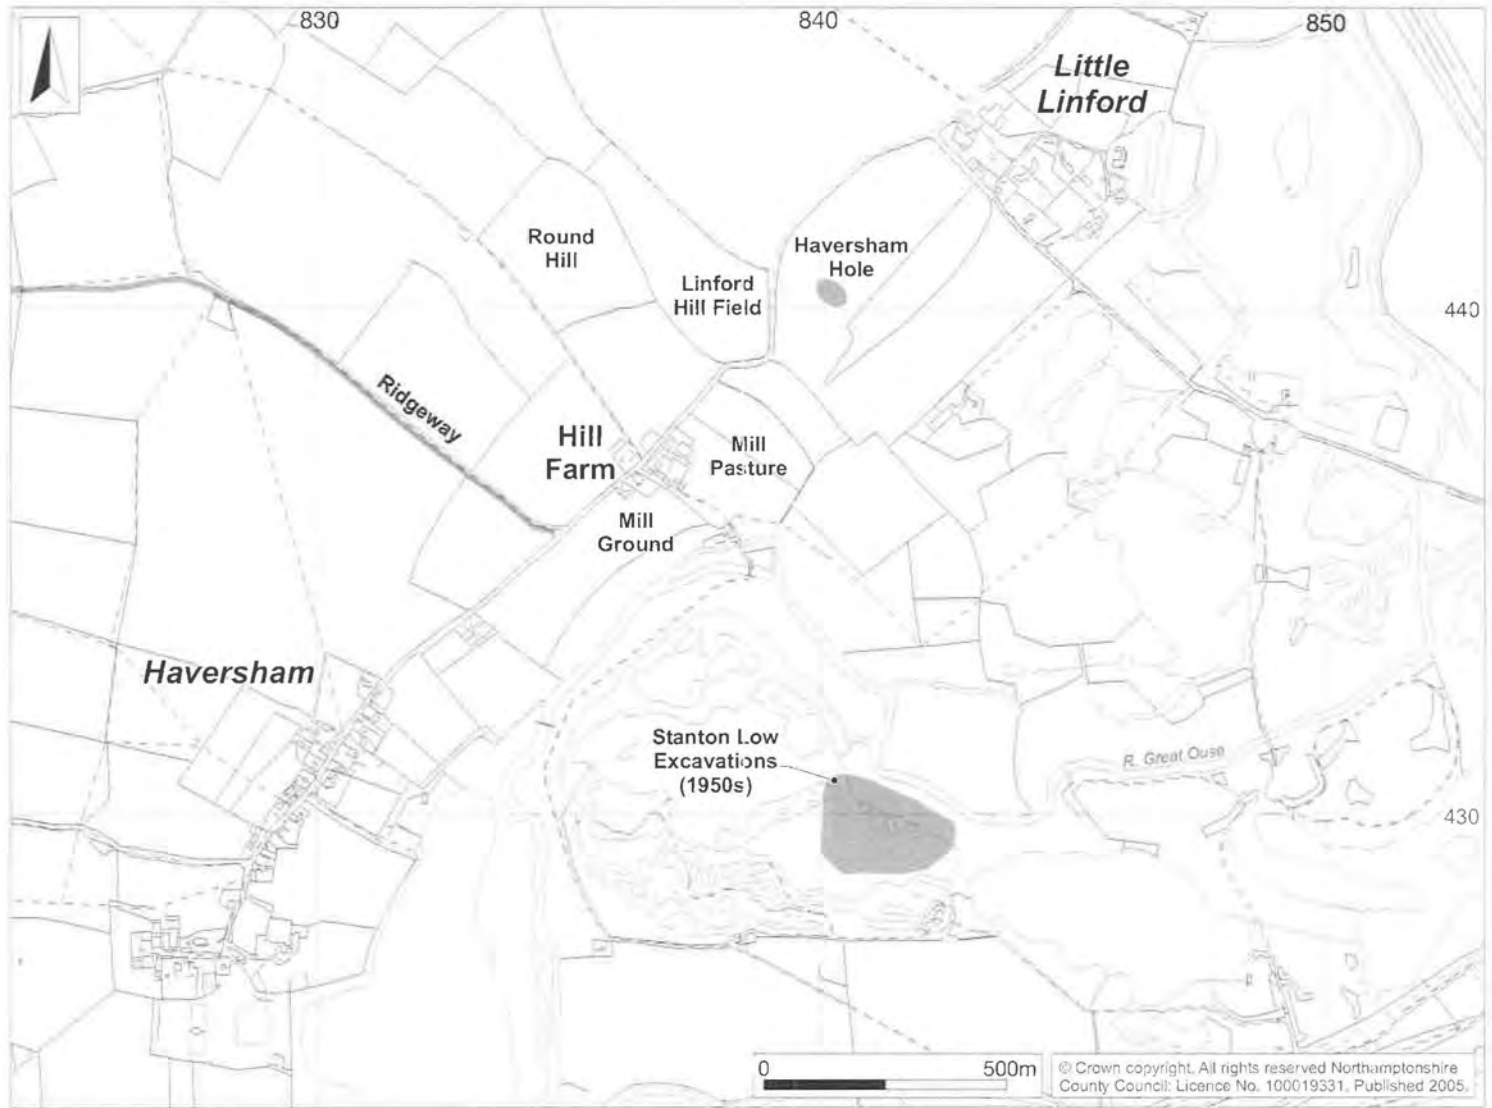 830
840
850
Little
Linford
Round
Hill
Haversham
Hole
Linford
Hill Field
440
Ridgeway
Hill
Farm
Mill
Pasture
Mill
Ground
Haversham
Stanton Low
Excavations
(1950s)
R. Great Ouse
430
0
500m
© Crown copyright. All rights reserved Northamptonshire
County Council: Licence No. 100019331. Published 2005.